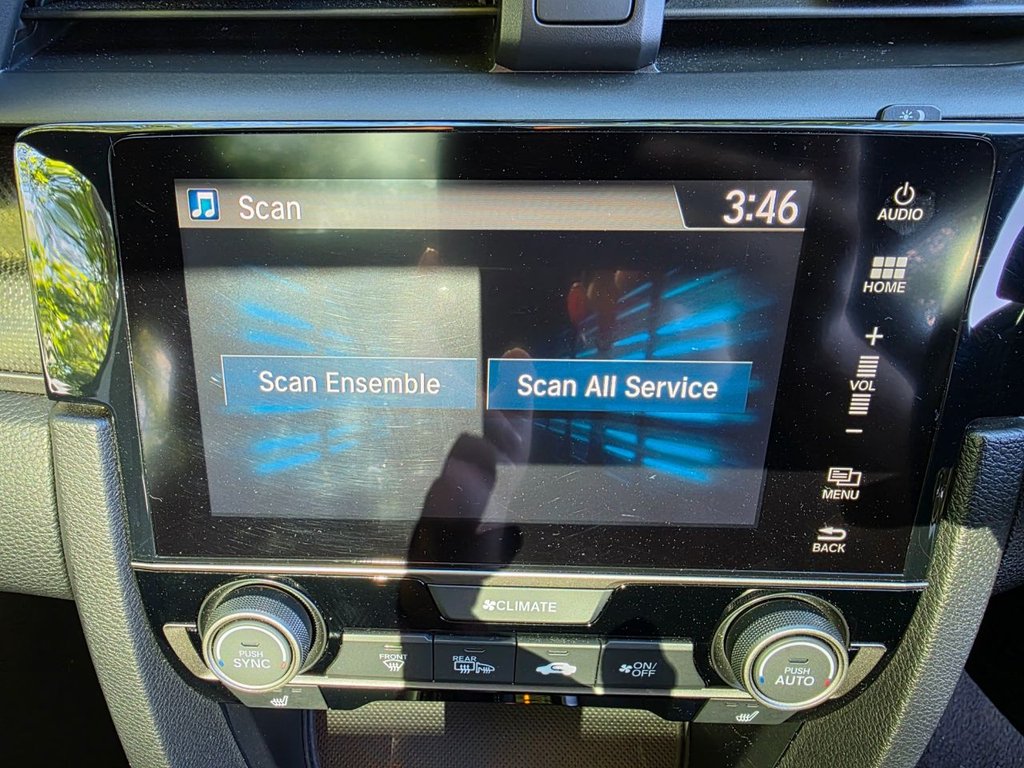 Scan
3:46
AUDIO
HOME
Scan Ensemble
Scan All Service
+
VOL
-
MENU
BACK
CLIMATE
PUSH
SYNC
FRONT
REAR
ON/
OFF
PUSH
AUTO